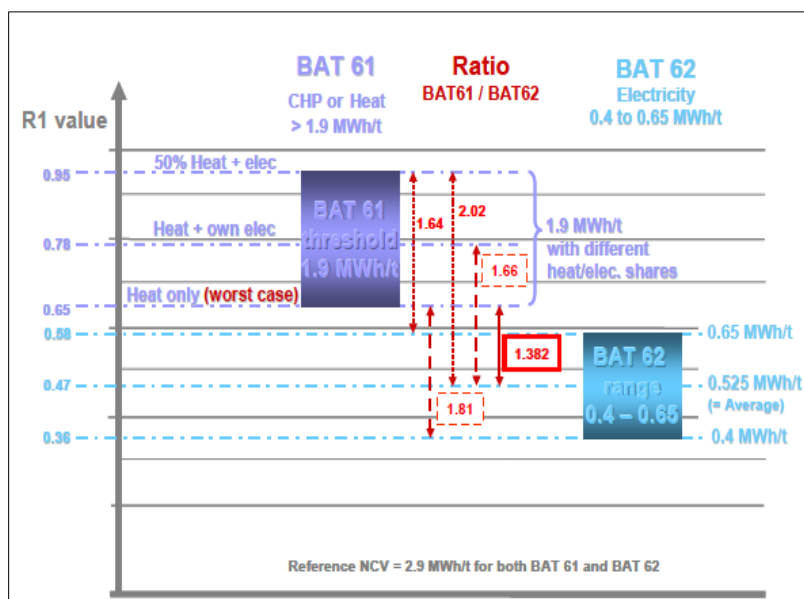 BAT 61
CHP or Heat
> 1.9 MWh/t
Ratio
BAT61 / BAT62
BAT 62
Electricity
0.4 to 0.65 MWh/t
R1 value
50% Heat + elec
0.95
BAT 61
threshold
1.9 MWh/t
1.64
2.02
1.9 MWh/t
with different
heat/elec. shares
Heat + own elec
0.78
1.66
Heat only (worst case)
0.65
0.58
0.65 MWh/t
1.382
BAT 62
range
0.4 – 0.65
0.47
0.525 MWh/t
(= Average)
1.81
0.36
0.4 MWh/t
Reference NCV = 2.9 MWh/t for both BAT 61 and BAT 62